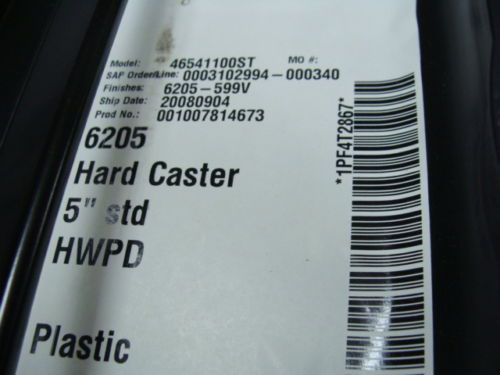 Model: 46541100ST MO #:
SAP Order/Line: 0003102994-000340
Finishes: 6205-599V
Ship Date: 20080904
Prod No.: 001007814673
6205
Hard Caster
5" std
HWPD
Plastic
*1PF4T2867*